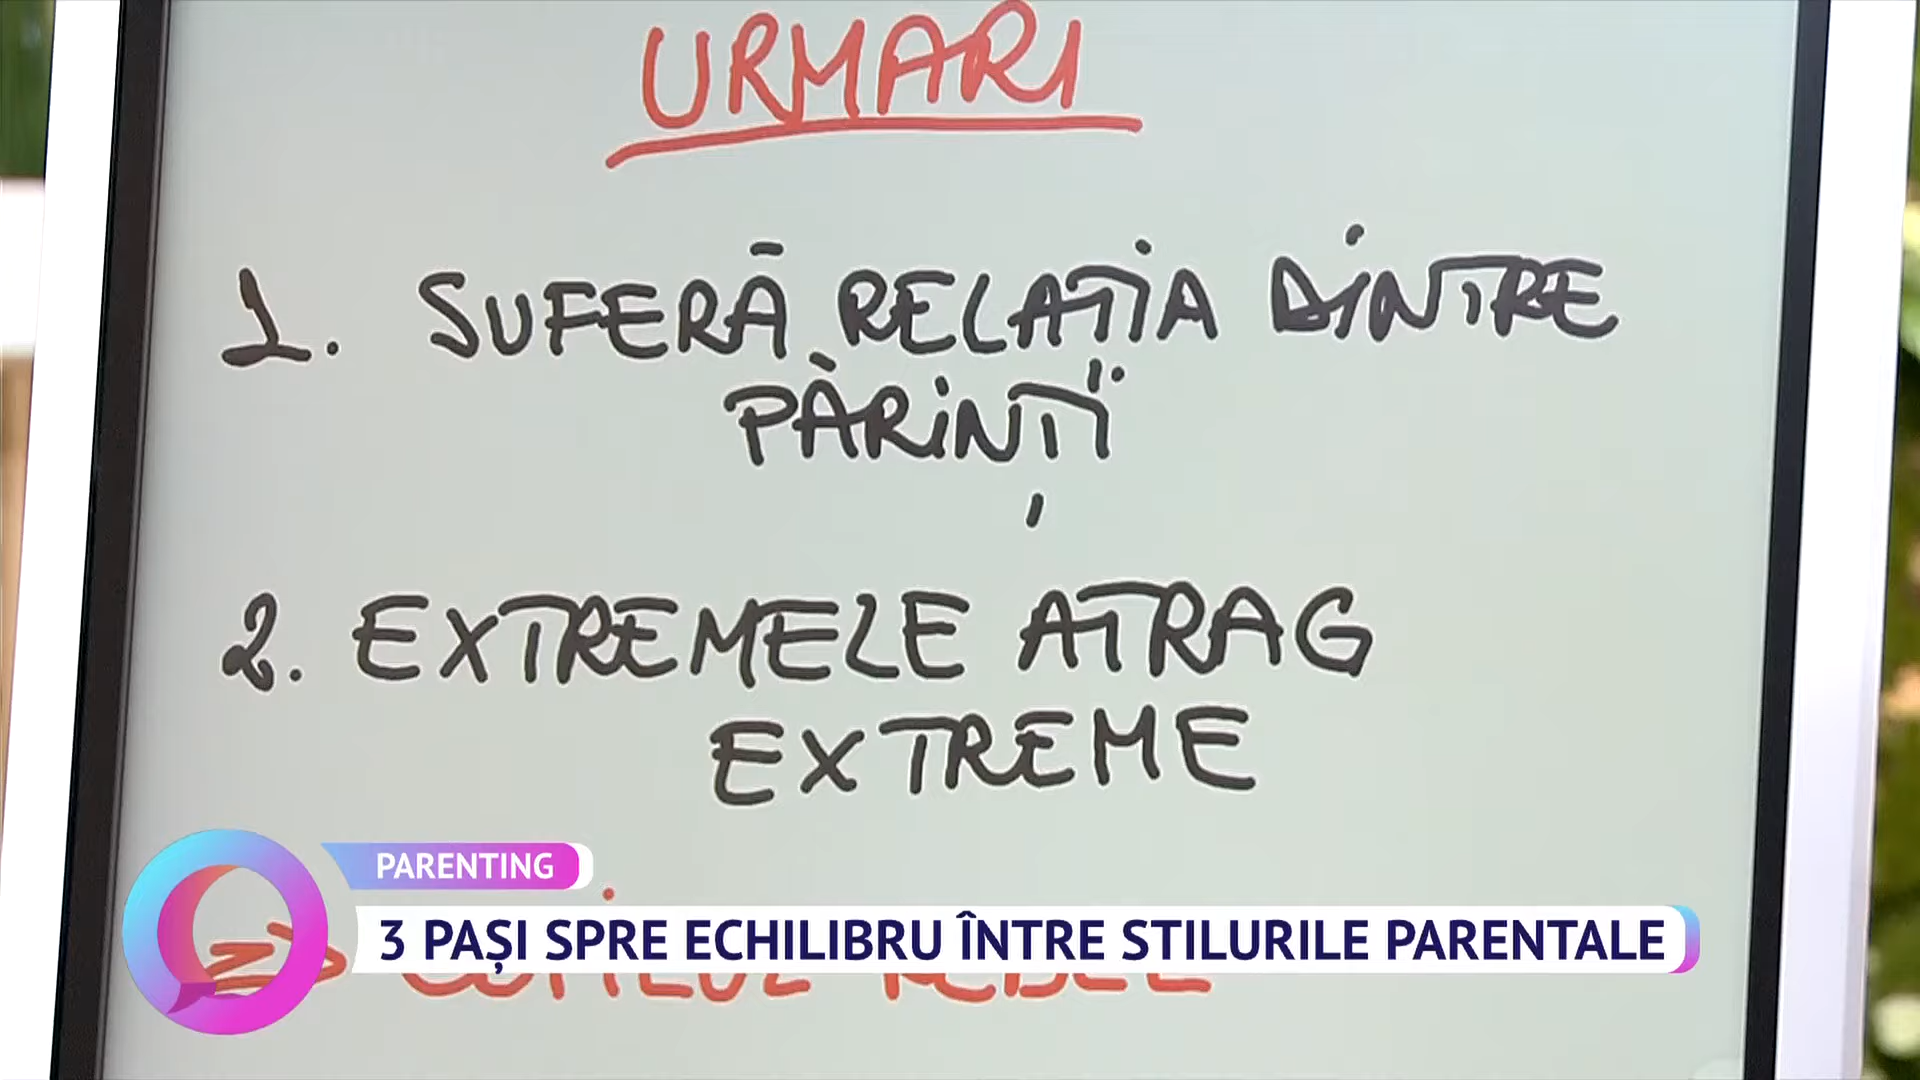 URMARI
1. SUFERĂ RELAȚIA DINTRE
PĂRINȚI
2. EXTREMELE ATRAG
EXTREME
PARENTING
3 PAȘI SPRE ECHILIBRU ÎNTRE STILURILE PARENTALE